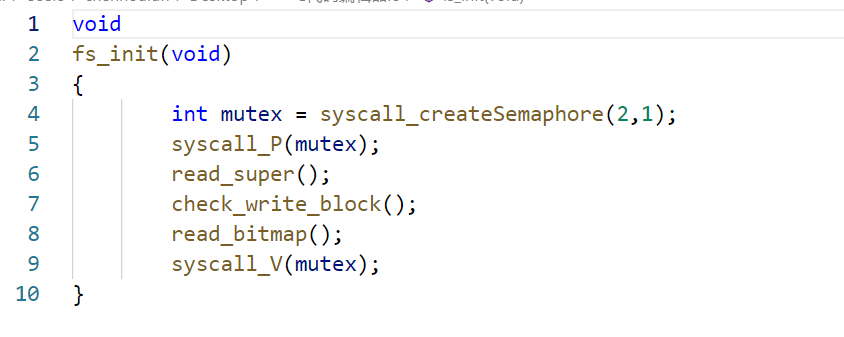 1 void
2 fs_init(void)
3 {
4 int mutex = syscall_createSemaphore(2,1);
5 syscall_P(mutex);
6 read_super();
7 check_write_block();
8 read_bitmap();
9 syscall_V(mutex);
10 }